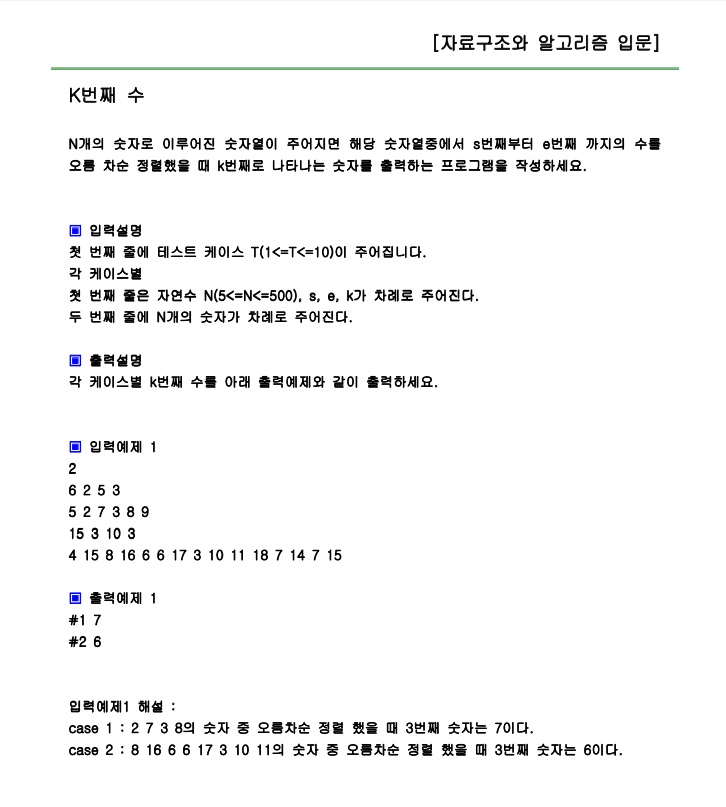 [자료구조와 알고리즘 입문]
K번째 수
N개의 숫자로 이루어진 숫자열이 주어지면 해당 숫자열중에서 s번째부터 e번째 까지의 수를
오름 차순 정렬했을 때 k번째로 나타나는 숫자를 출력하는 프로그램을 작성하세요.
▣ 입력설명
첫 번째 줄에 테스트 케이스 T(1<=T<=10)이 주어집니다.
각 케이스별
첫 번째 줄은 자연수 N(5<=N<=500), s, e, k가 차례로 주어진다.
두 번째 줄에 N개의 숫자가 차례로 주어진다.
▣ 출력설명
각 케이스별 k번째 수를 아래 출력예제와 같이 출력하세요.
▣ 입력예제 1
2
6 2 5 3
5 2 7 3 8 9
15 3 10 3
4 15 8 16 6 6 17 3 10 11 18 7 14 7 15
▣ 출력예제 1
#1 7
#2 6
입력예제1 해설 :
case 1 : 2 7 3 8의 숫자 중 오름차순 정렬 했을 때 3번째 숫자는 7이다.
case 2 : 8 16 6 6 17 3 10 11의 숫자 중 오름차순 정렬 했을 때 3번째 숫자는 6이다.